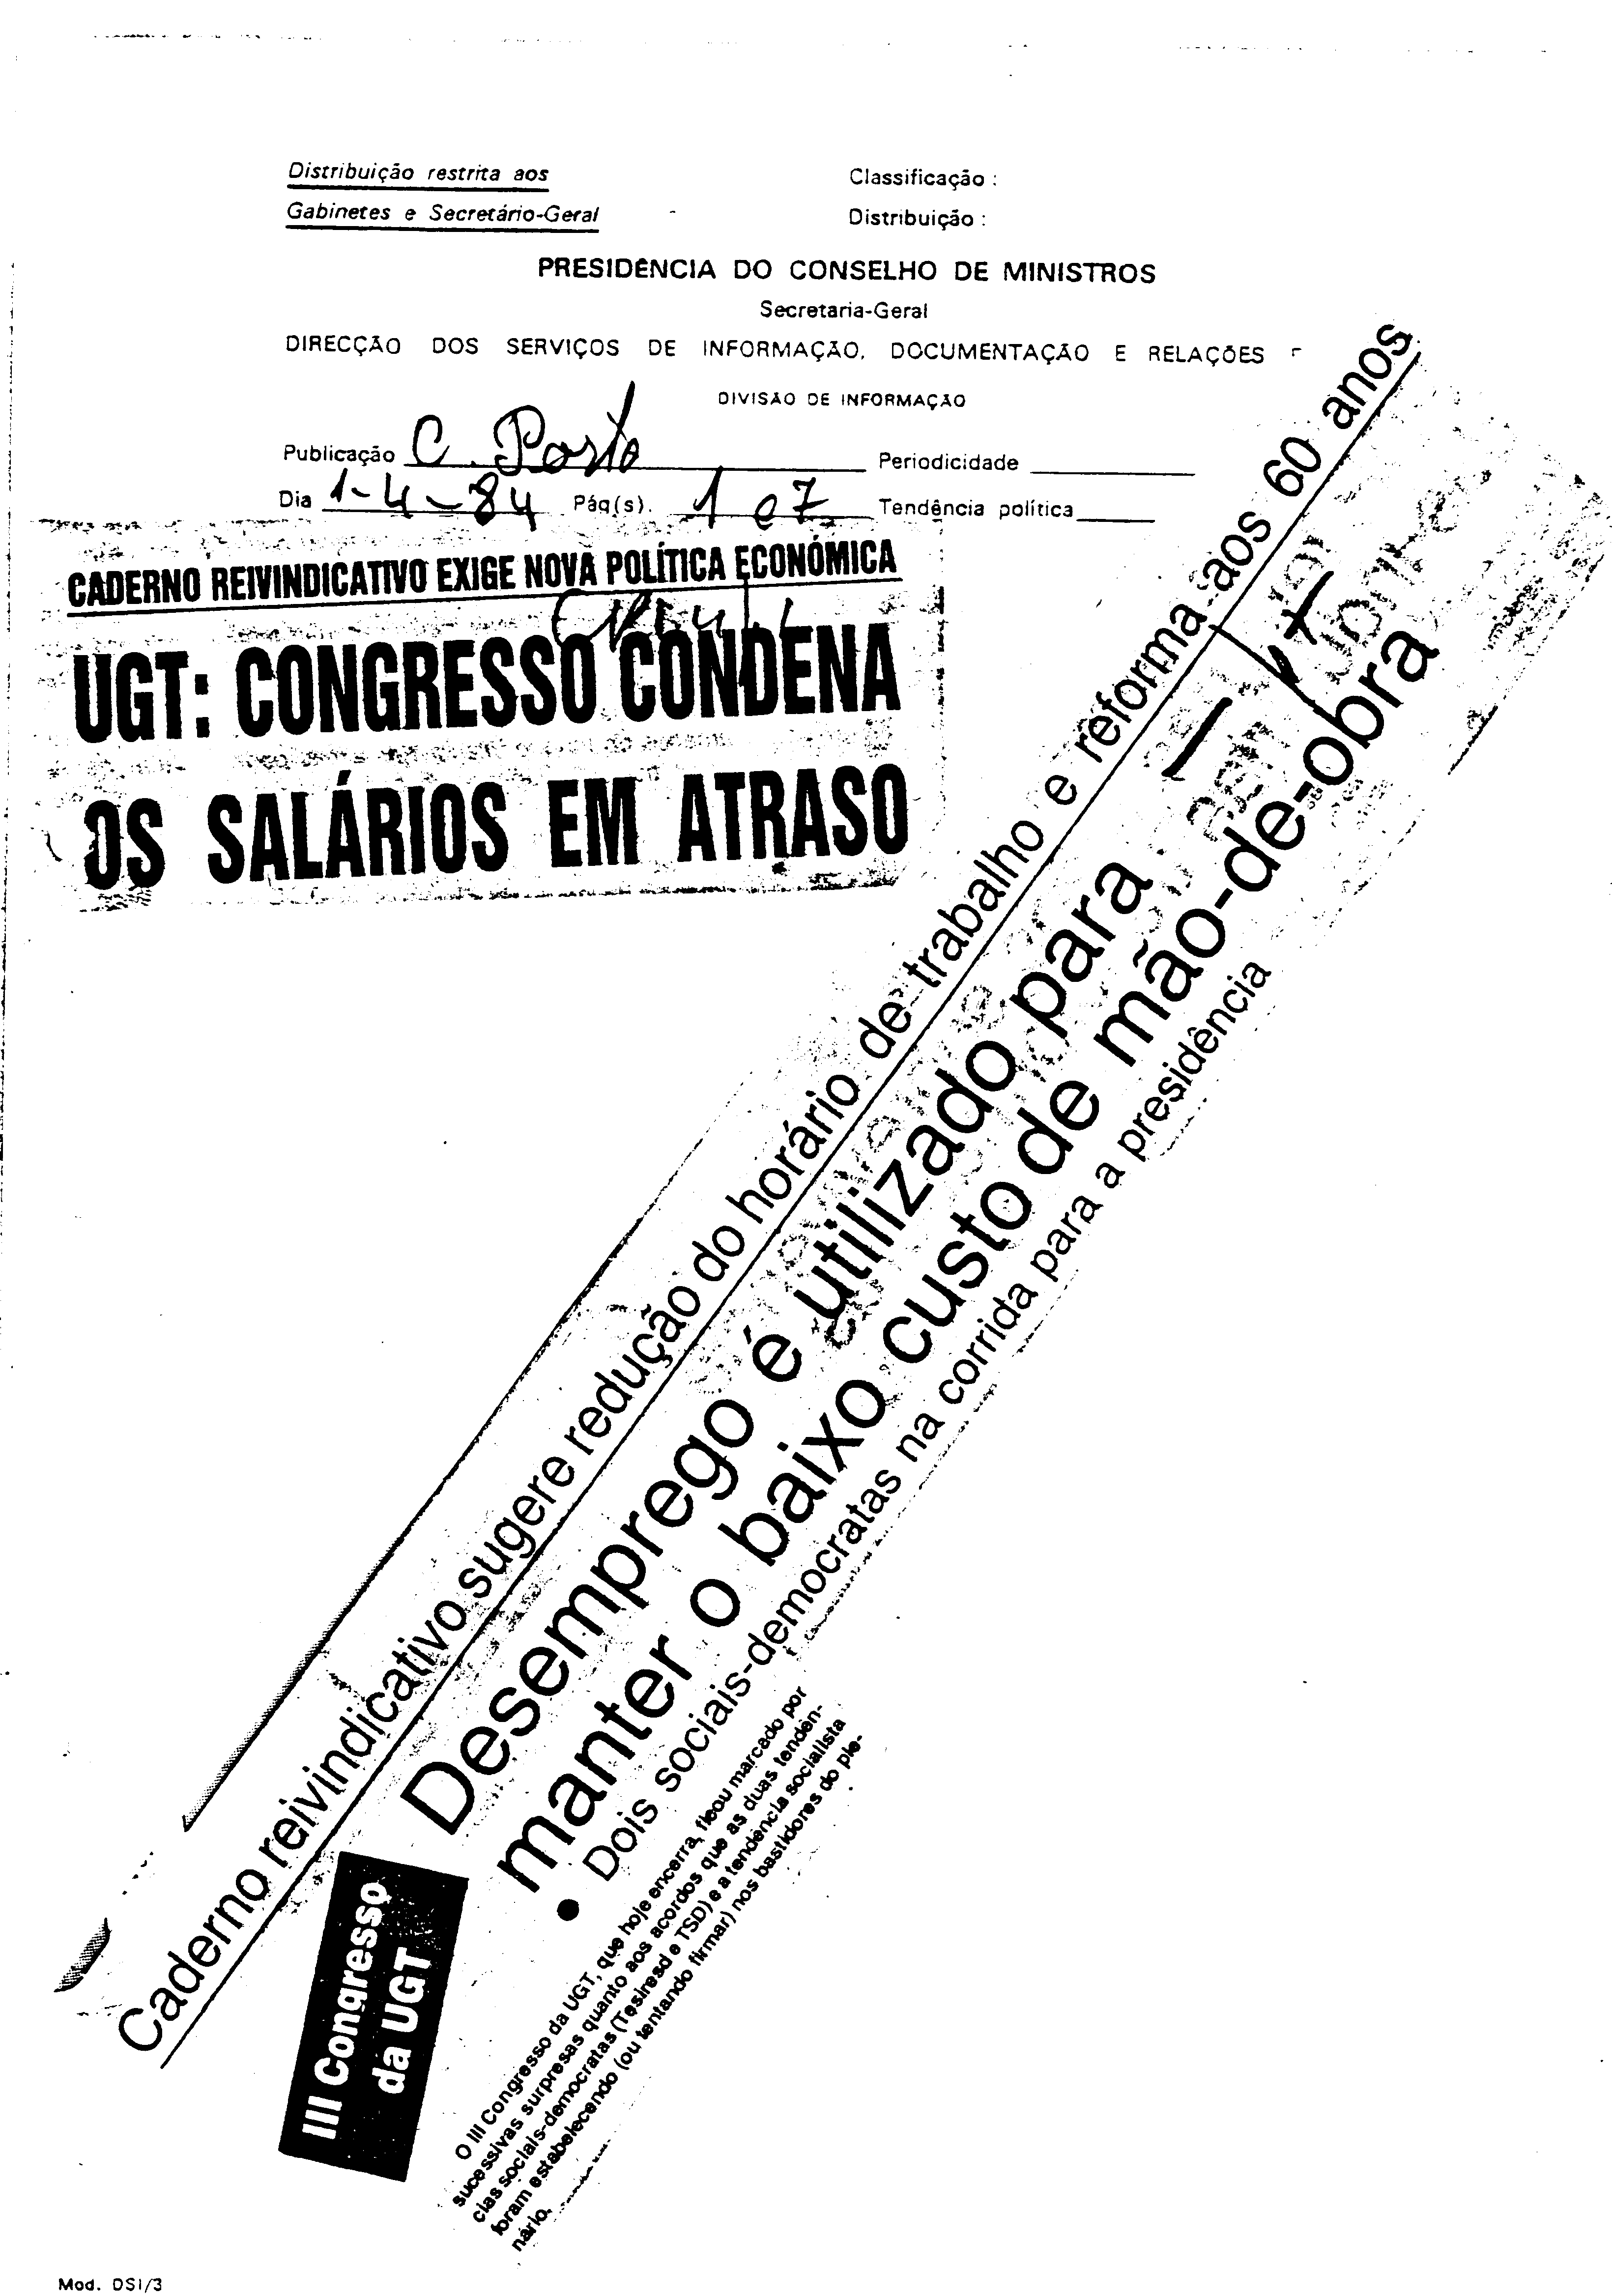 Distribuição restrita aos
Gabinetes e Secretário-Geral
Classificação :
Distribuição :
PRESIDÊNCIA DO CONSELHO DE MINISTROS
Secretaria-Geral
DIRECÇÃO DOS SERVIÇOS DE INFORMAÇÃO, DOCUMENTAÇÃO E RELAÇÕES
DIVISÃO DE INFORMAÇÃO
Publicação C. Porto
Periodicidade
Dia 1-4-84 Pág(s). 1 e 7
Tendência política
CADERNO REIVINDICATIVO EXIGE NOVA POLÍTICA ECONÓMICA
UGT: CONGRESSO CONDENA
OS SALÁRIOS EM ATRASO
Caderno reivindicativo sugere redução do horário de trabalho e reforma aos 60 anos
III Congresso
da UGT
Desemprego é utilizado para
manter o baixo custo de mão-de-obra
• Dois sociais-democratas na corrida para a presidência
O III Congresso da UGT, que hoje encerra, ficou marcado por
sucessivas surpresas quanto aos acordos que as duas tendên-
cias sociais-democratas (Tesiresd e TSD) e a tendência socialista
foram estabelecendo (ou tentando firmar) nos bastidores do ple-
nário.
Mod. DSI/3